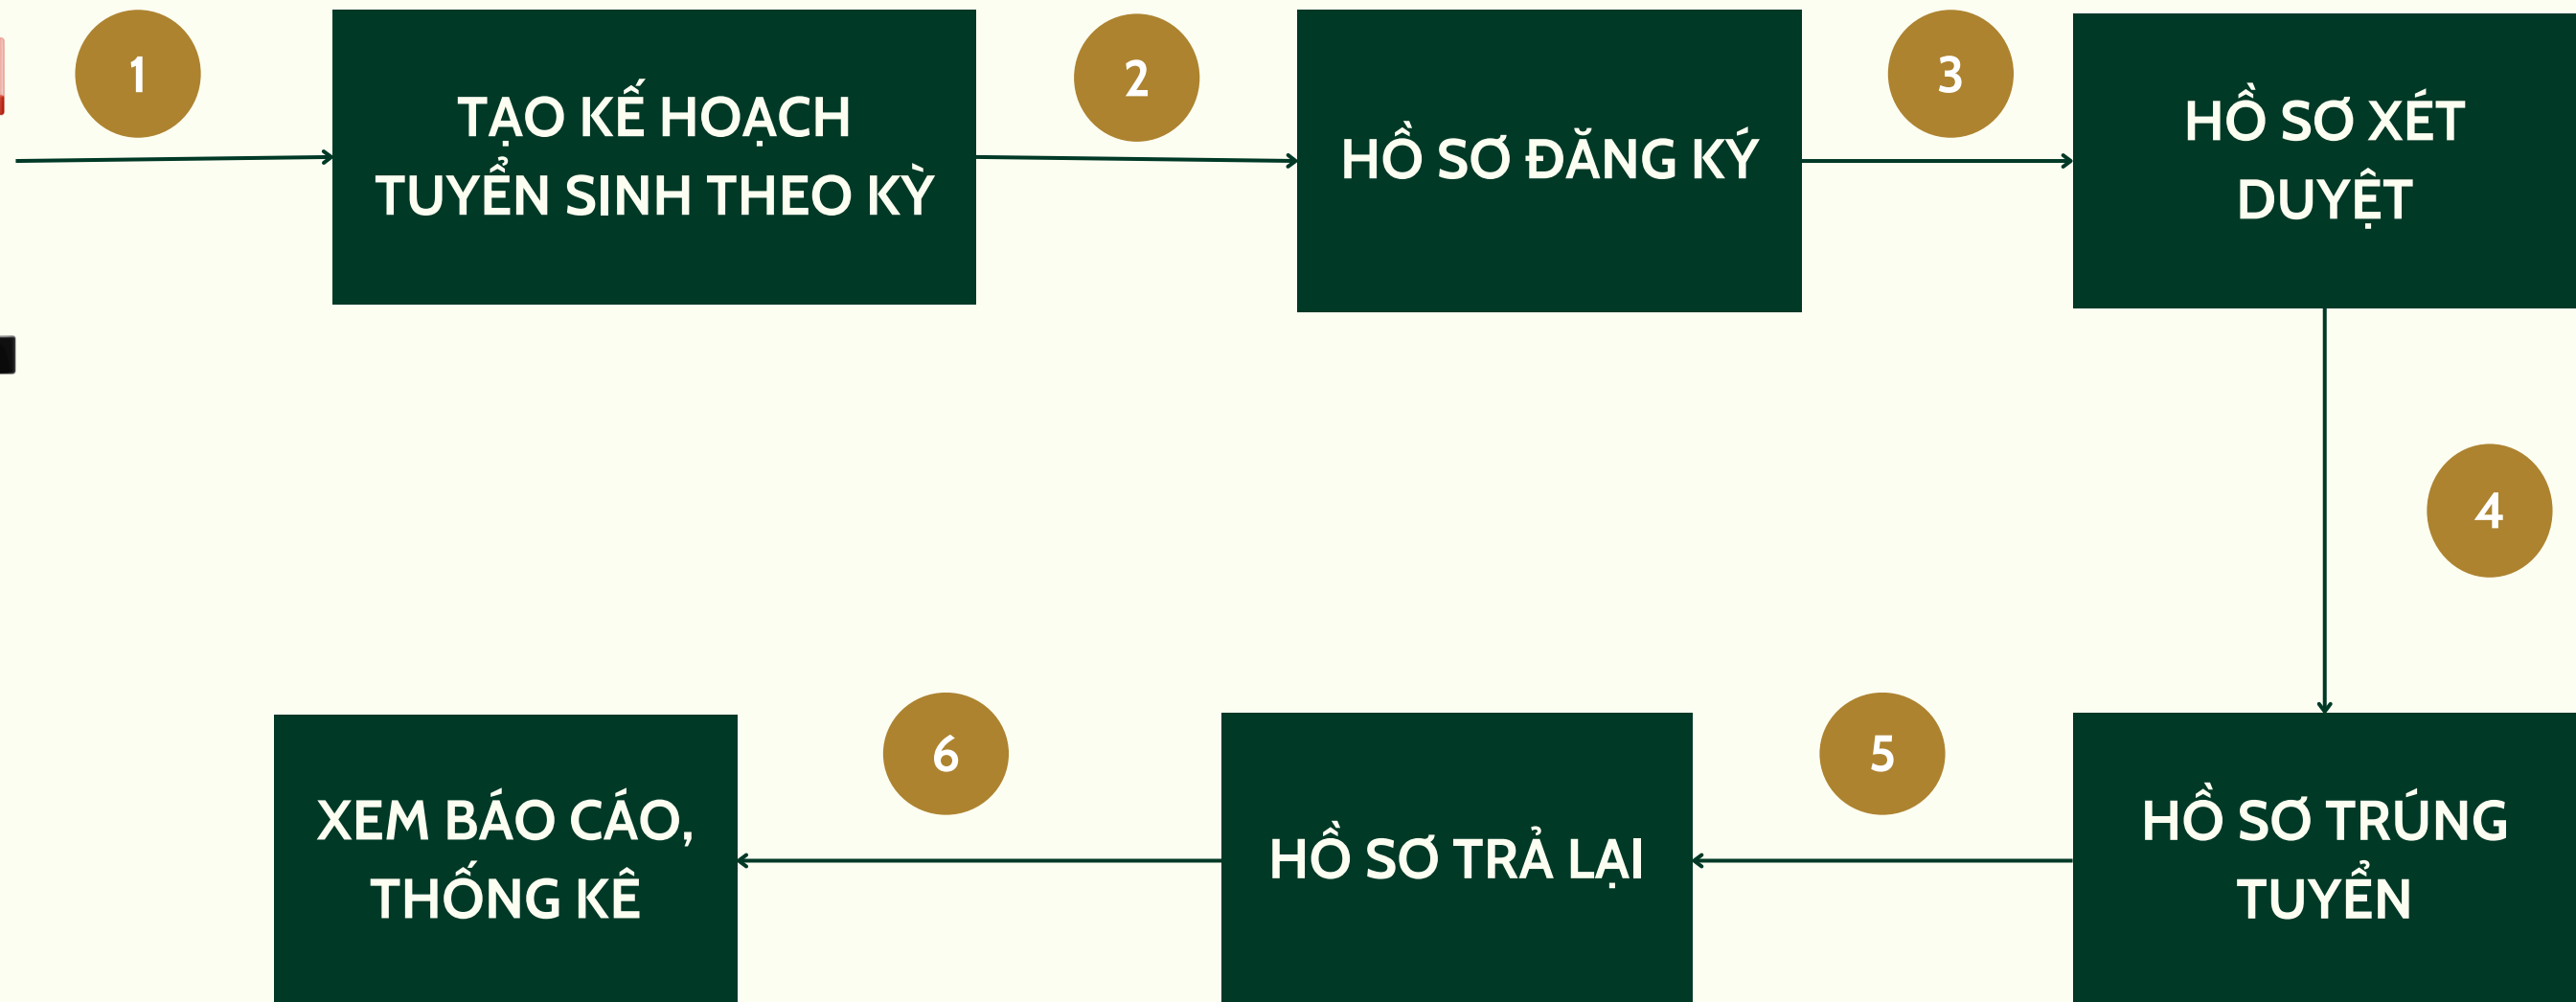 1
TẠO KẾ HOẠCH
TUYỂN SINH THEO KỲ
2
HỒ SƠ ĐĂNG KÝ
3
HỒ SƠ XÉT
DUYỆT
4
HỒ SƠ TRÚNG
TUYỂN
5
HỒ SƠ TRẢ LẠI
6
XEM BÁO CÁO,
THỐNG KÊ